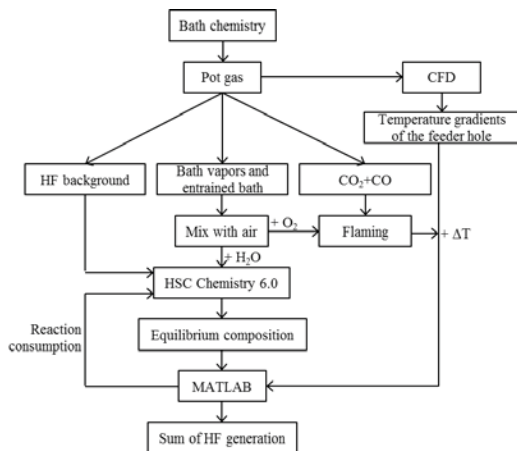 Bath chemistry
Pot gas
CFD
Temperature gradients
of the feeder hole
HF background
Bath vapors and
entrained bath
CO₂+CO
Mix with air
+ O₂
Flaming
+ ΔT
+ H₂O
HSC Chemistry 6.0
Reaction
consumption
Equilibrium composition
MATLAB
Sum of HF generation